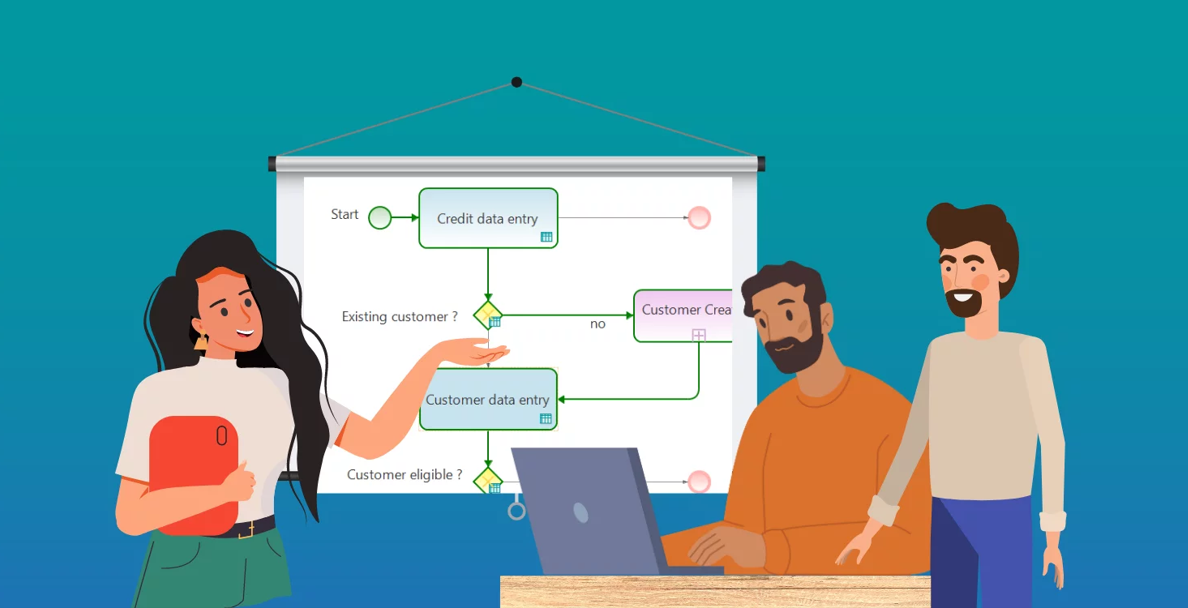 Start
Credit data entry
Existing customer ?
no
Customer Crea
Customer data entry
Customer eligible ?